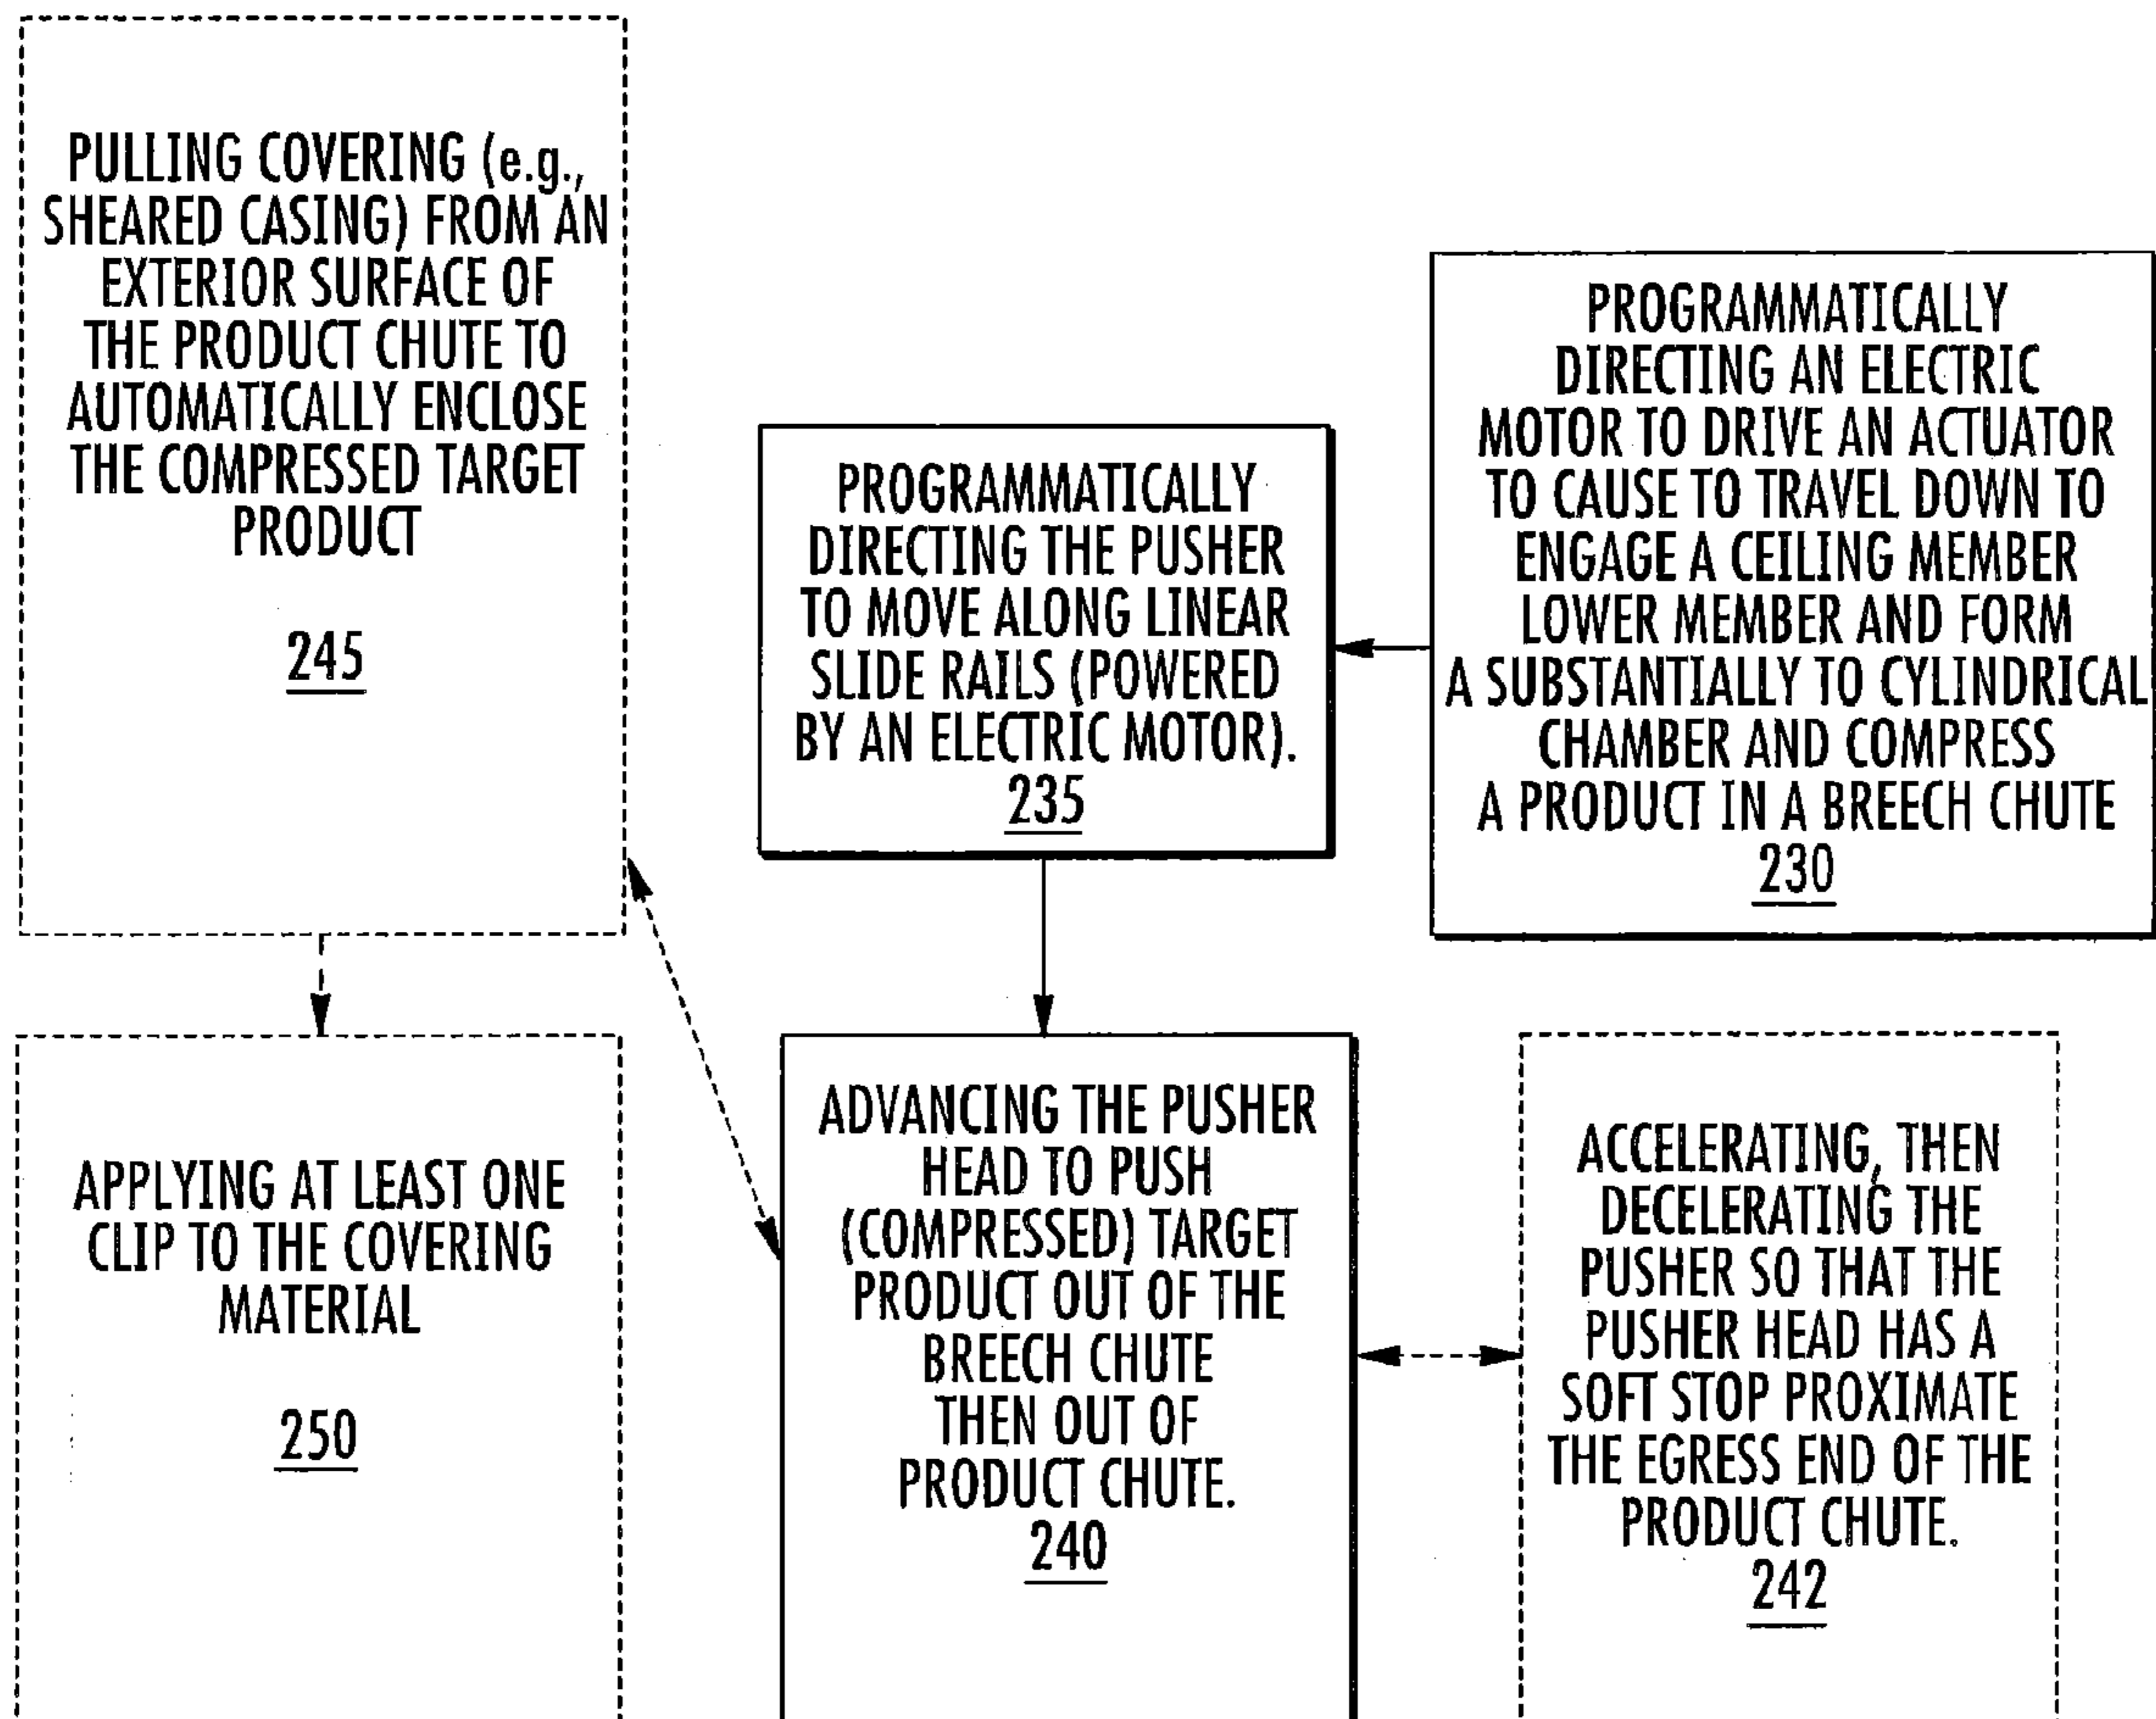 PULLING COVERING (e.g.,
SHEARED CASING) FROM AN
EXTERIOR SURFACE OF
THE PRODUCT CHUTE TO
AUTOMATICALLY ENCLOSE
THE COMPRESSED TARGET
PRODUCT
245
PROGRAMMATICALLY
DIRECTING THE PUSHER
TO MOVE ALONG LINEAR
SLIDE RAILS (POWERED
BY AN ELECTRIC MOTOR).
235
PROGRAMMATICALLY
DIRECTING AN ELECTRIC
MOTOR TO DRIVE AN ACTUATOR
TO CAUSE TO TRAVEL DOWN TO
ENGAGE A CEILING MEMBER
LOWER MEMBER AND FORM
A SUBSTANTIALLY TO CYLINDRICAL
CHAMBER AND COMPRESS
A PRODUCT IN A BREECH CHUTE
230
APPLYING AT LEAST ONE
CLIP TO THE COVERING
MATERIAL
250
ADVANCING THE PUSHER
HEAD TO PUSH
(COMPRESSED) TARGET
PRODUCT OUT OF THE
BREECH CHUTE
THEN OUT OF
PRODUCT CHUTE.
240
ACCELERATING, THEN
DECELERATING THE
PUSHER SO THAT THE
PUSHER HEAD HAS A
SOFT STOP PROXIMATE
THE EGRESS END OF THE
PRODUCT CHUTE.
242